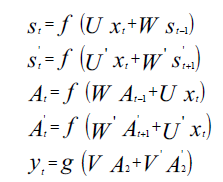 s_t = f (U x_t + W s_{t-1})
s'_t = f (U' x_t + W' s'_{t+1})
A_t = f (W A_{t-1} + U x_t)
A'_t = f (W' A'_{t+1} + U' x_t)
y_t = g (V A_2 + V' A'_2)